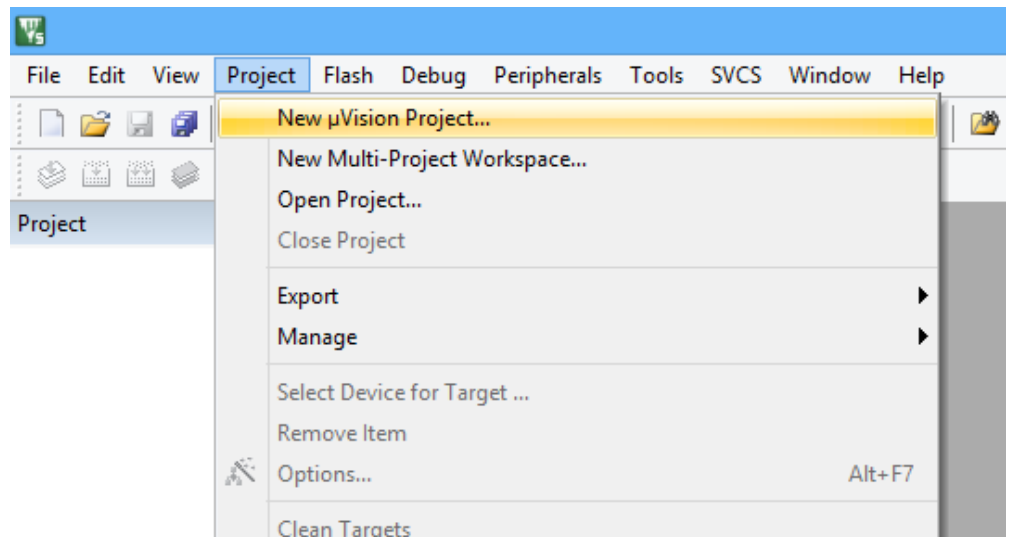 File Edit View Project Flash Debug Peripherals Tools SVCS Window Help
New µVision Project...
New Multi-Project Workspace...
Open Project...
Project
Close Project
Export
Manage
Select Device for Target ...
Remove Item
Options... Alt+F7
Clean Targets